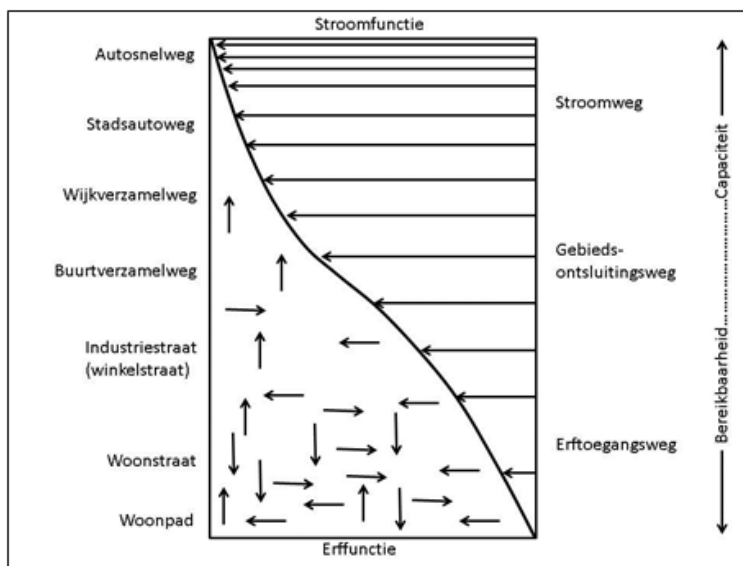 Stroomfunctie
Autosnelweg
Stadsautoweg
Wijkverzamelweg
Buurtverzamelweg
Industriestraat
(winkelstraat)
Woonstraat
Woonpad
Stroomweg
Gebieds-
ontsluitingsweg
Erftoegangsweg
Bereikbaarheid......................Capaciteit
Erffunctie